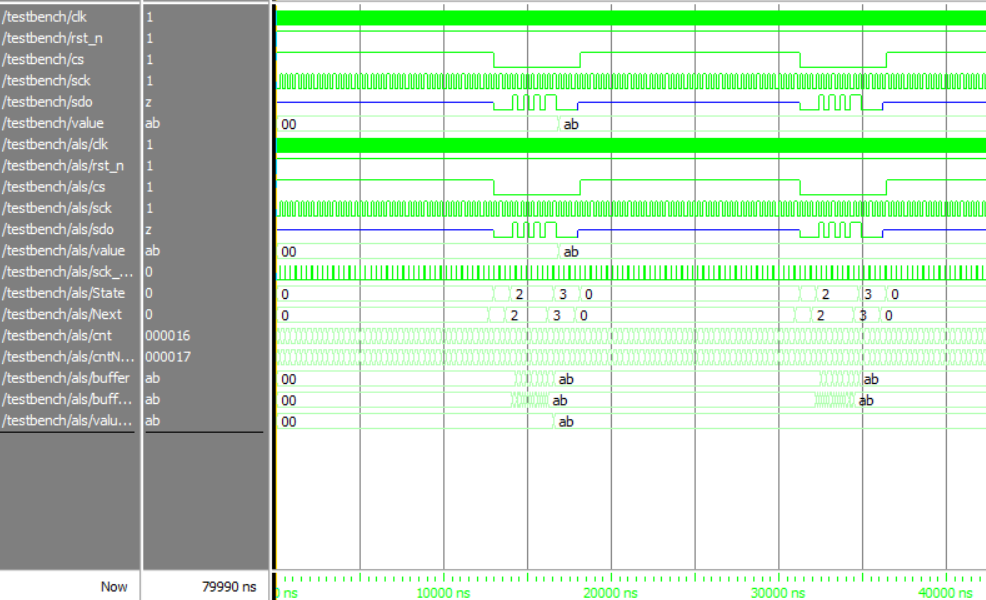 /testbench/clk 1
/testbench/rst_n 1
/testbench/cs 1
/testbench/sck 1
/testbench/sdo z
/testbench/value ab 00 ab
/testbench/als/clk 1
/testbench/als/rst_n 1
/testbench/als/cs 1
/testbench/als/sck 1
/testbench/als/sdo z
/testbench/als/value ab 00 ab
/testbench/als/sck_... 0
/testbench/als/State 0 0 2 3 0 2 3 0
/testbench/als/Next 0 0 2 3 0 2 3 0
/testbench/als/cnt 000016
/testbench/als/cntN... 000017
/testbench/als/buffer ab 00 ab ab
/testbench/als/buff... ab 00 ab ab
/testbench/als/valu... ab 00 ab
Now 79990 ns 0 ns 10000 ns 20000 ns 30000 ns 40000 ns